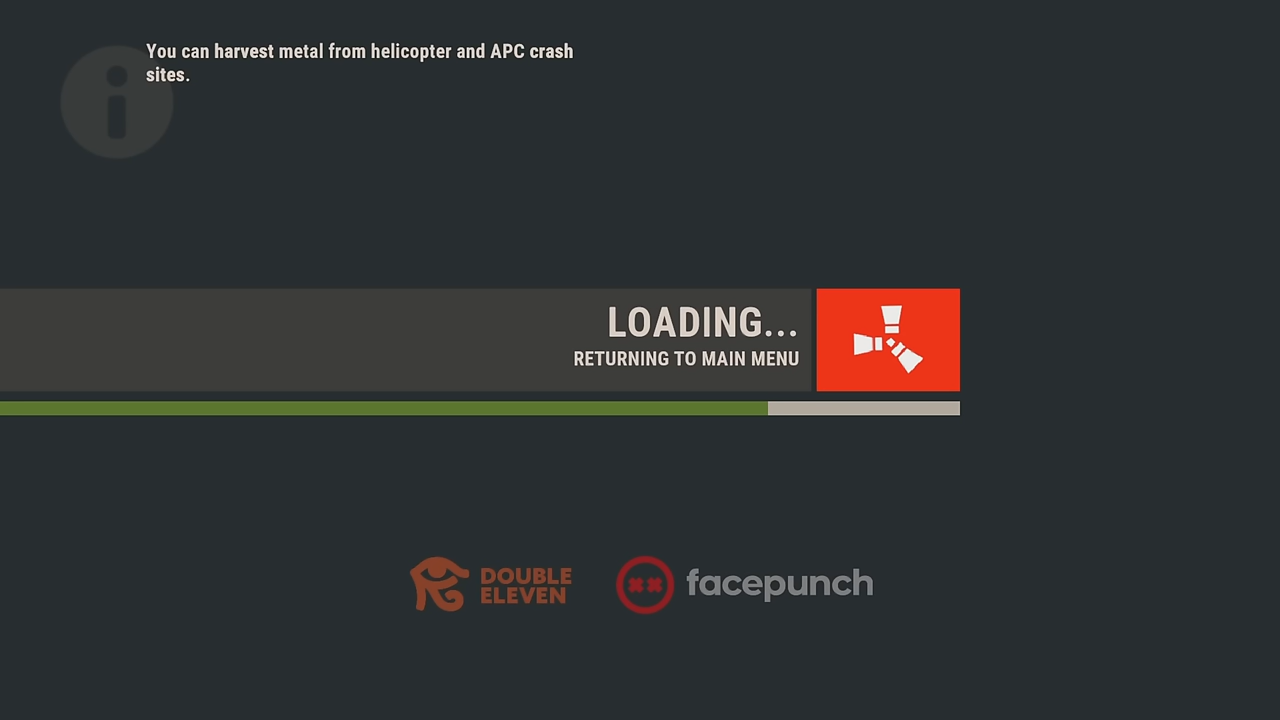 You can harvest metal from helicopter and APC crash
sites.
LOADING...
RETURNING TO MAIN MENU
DOUBLE
ELEVEN
facepunch